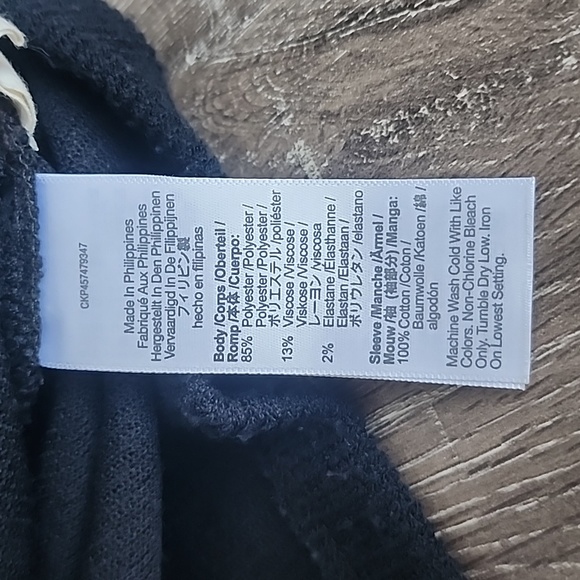 CKP457479347
Made In Philippines
Fabriqué Aux Philippines
Hergestellt In Den Philippinen
Vervaardigd In De Filippijnen
フィリピン製
hecho en filipinas
Body /Corps /Oberteil /
Romp /本体 /Cuerpo:
85% Polyester /Polyester /
Polyester /Polyester /
ポリエステル /poliéster
13% Viscose /Viscose /
Viskose /Viscose /
レーヨン /viscosa
2% Elastane /Élasthanne /
Elastan /Elastaan /
ポリウレタン /elastano
Sleeve /Manche /Ärmel /
Mouw /袖 (袖部分) /Manga:
100% Cotton /Coton /
Baumwolle /Katoen /綿 /
algodón
Machine Wash Cold With Like
Colors. Non-Chlorine Bleach
Only. Tumble Dry Low. Iron
On Lowest Setting.